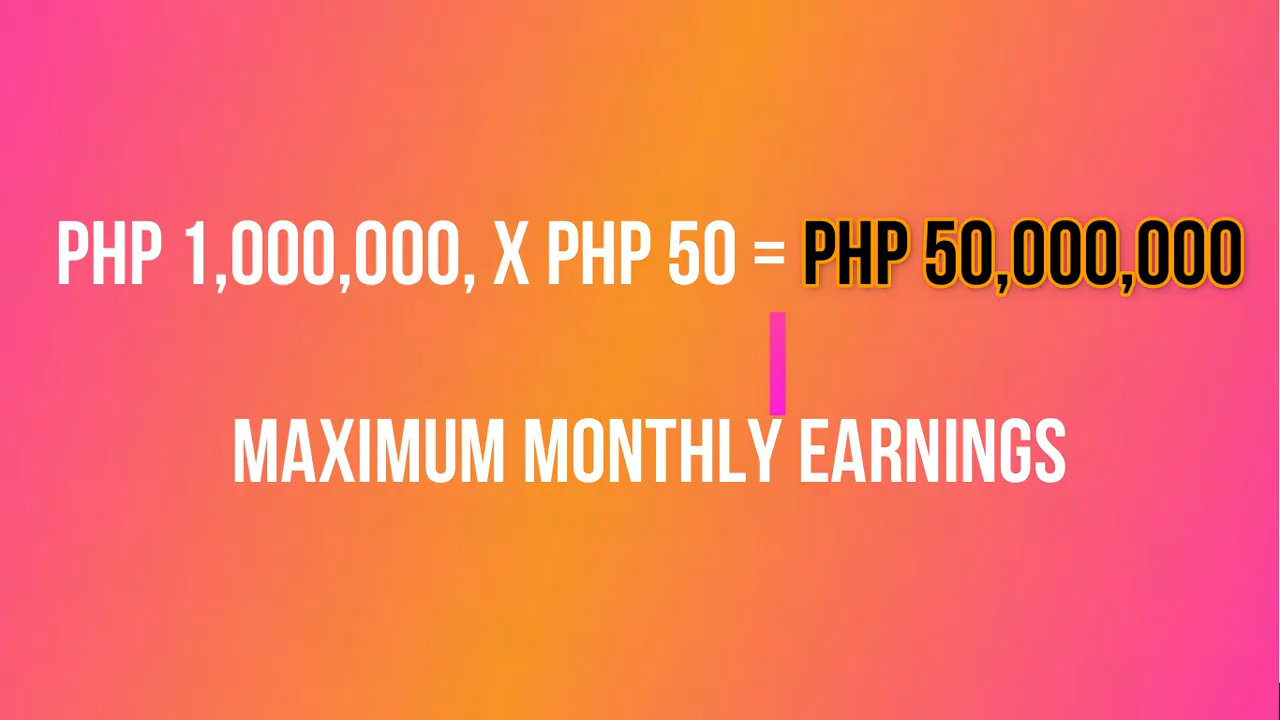 PHP 1,000,000, X PHP 50 = PHP 50,000,000
MAXIMUM MONTHLY EARNINGS